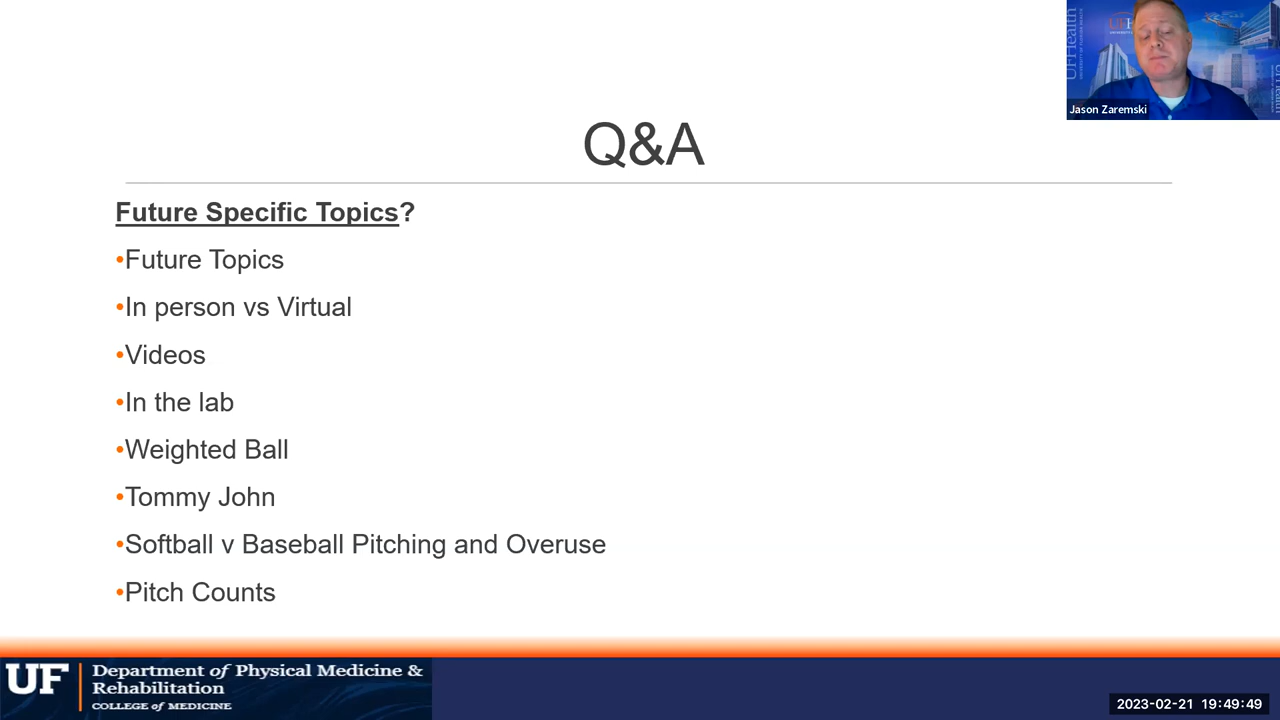 Jason Zaremski
Q&A
Future Specific Topics?
•Future Topics
•In person vs Virtual
•Videos
•In the lab
•Weighted Ball
•Tommy John
•Softball v Baseball Pitching and Overuse
•Pitch Counts
UF
Department of Physical Medicine &
Rehabilitation
COLLEGE of MEDICINE
2023-02-21 19:49:49